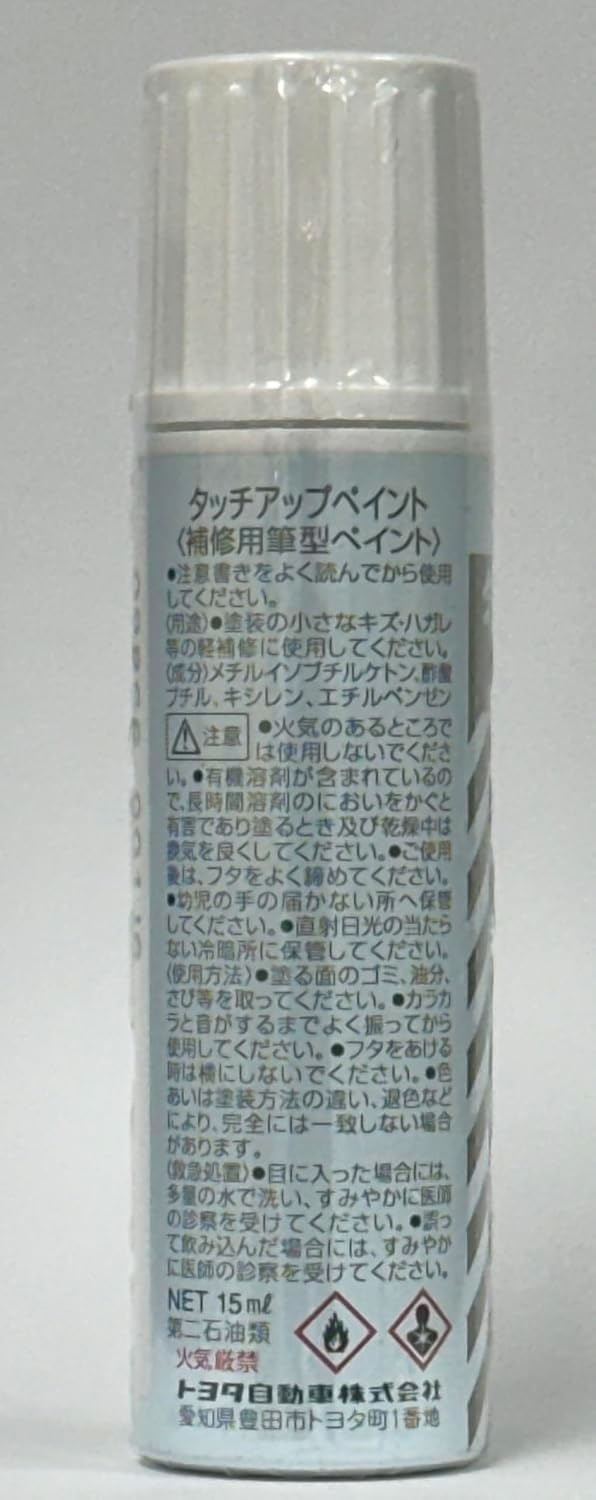 タッチアップペイント
〈補修用筆型ペイント〉
●注意書きをよく読んでから使用
してください。
〈用途〉●塗装の小さなキズ・ハガレ
等の軽補修に使用してください。
〈成分〉メチルイソブチルケトン、酢酸
ブチル、キシレン、エチルベンゼン
注意 ●火気のあるところで
は使用しないでくださ
い。●有機溶剤が含まれているの
で、長時間溶剤のにおいをかぐと
有害であり塗るとき及び乾燥中は
換気を良くしてください。●ご使用
後は、フタをよく締めてください。
●幼児の手の届かない所へ保管
してください。●直射日光の当たら
ない冷暗所に保管してください。
〈使用方法〉●塗る面のゴミ、油分、
さび等を取ってください。●カラカ
ラと音がするまでよく振ってから
使用してください。●フタをあける
時は横にしないでください。●色
あいは塗装方法の違い、退色など
により、完全には一致しない場合
があります。
〈救急処置〉●目に入った場合には、
多量の水で洗い、すみやかに医師
の診察を受けてください。●誤っ
て飲み込んだ場合には、すみやか
に医師の診察を受けてください。
NET 15mℓ
第二石油類
火気厳禁
トヨタ自動車株式会社
愛知県豊田市トヨタ町1番地